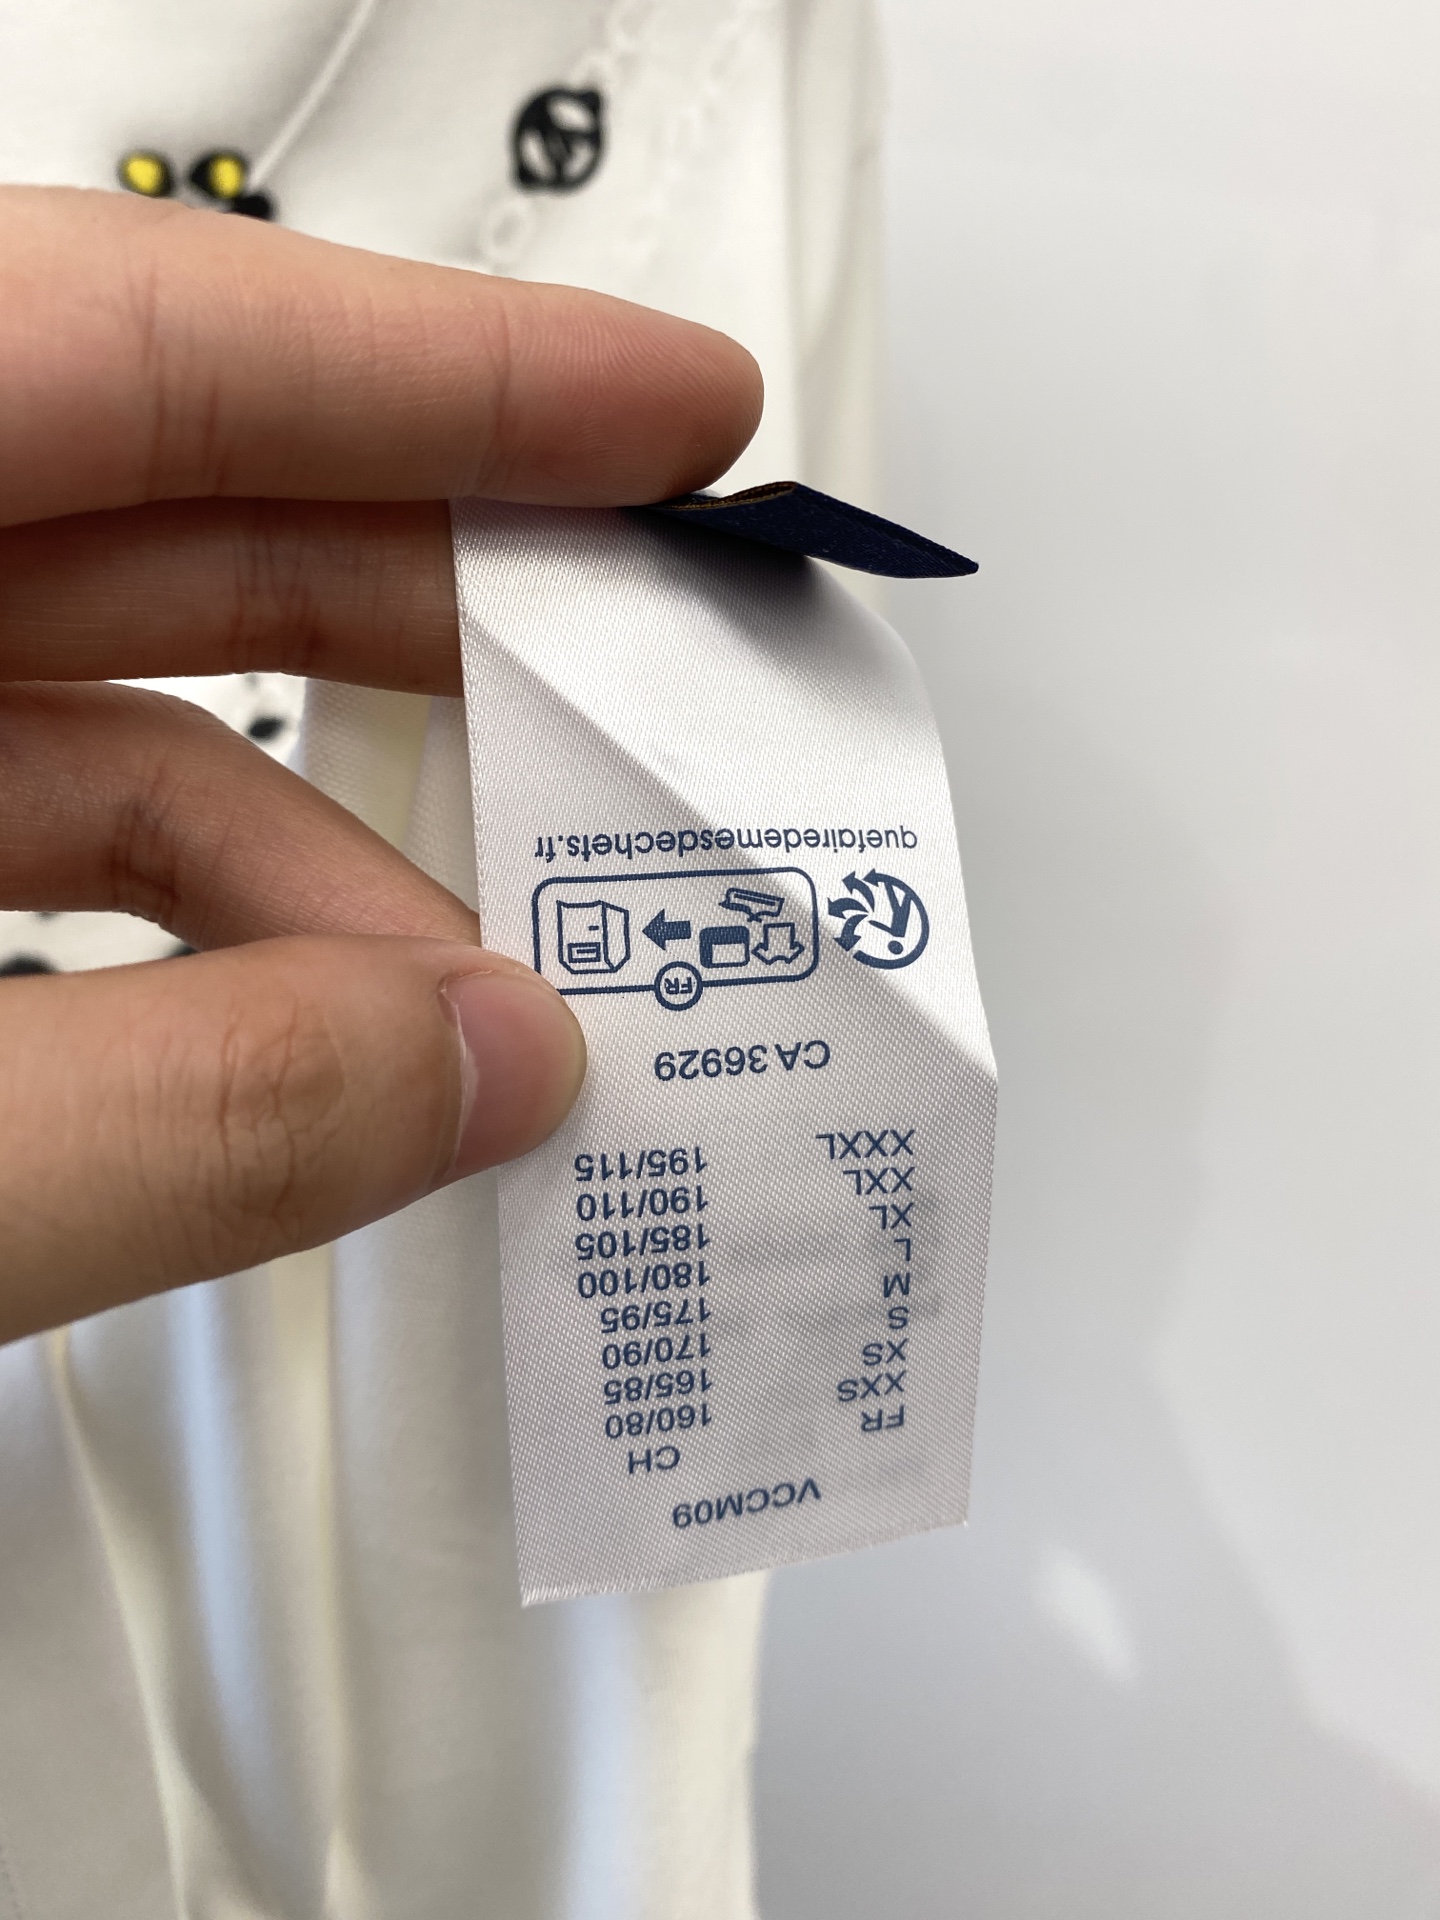 VCCM09
FR CH
XXS 160/80
XS 165/85
S 170/90
M 175/95
L 180/100
XL 185/105
XXL 190/110
XXXL 195/115
CA 36929
FR
quefairedemesdechets.fr